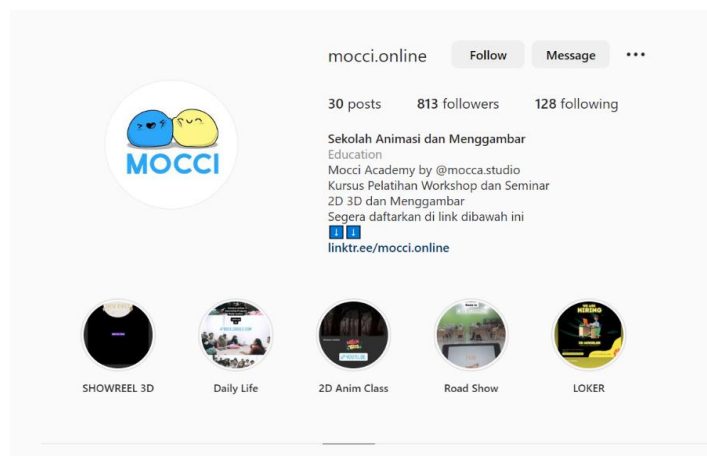 mocci.online Follow Message
30 posts 813 followers 128 following
Sekolah Animasi dan Menggambar
Education
Mocci Academy by @mocca.studio
Kursus Pelatihan Workshop dan Seminar
2D 3D dan Menggambar
Segera daftarkan di link dibawah ini
linktr.ee/mocci.online
MOCCI
HIRING
SHOWREEL 3D Daily Life 2D Anim Class Road Show LOKER